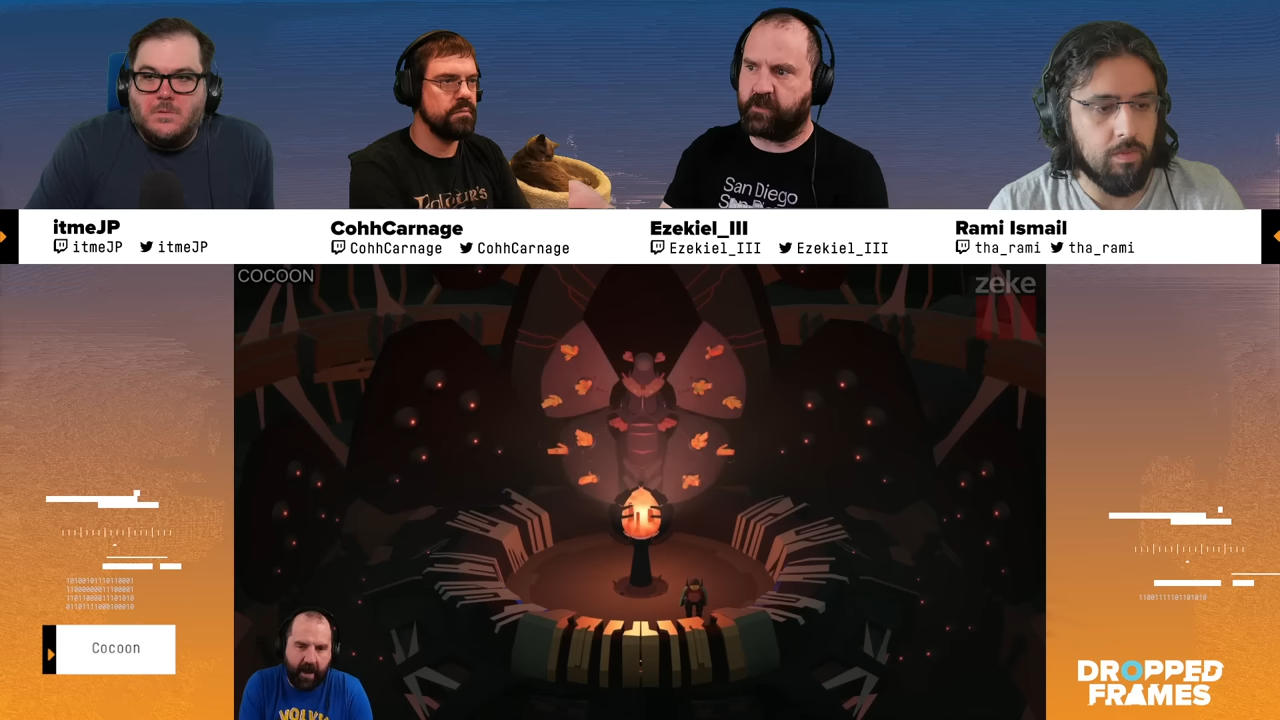 itmeJP
itmeJP itmeJP
CohhCarnage
CohhCarnage CohhCarnage
Ezekiel_III
Ezekiel_III Ezekiel_III
Rami Ismail
tha_rami tha_rami
San Diego
COCOON
zeke
Cocoon
DROPPED
FRAMES